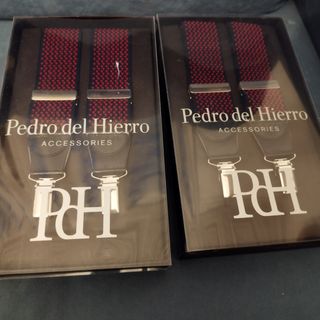 Pedro del Hierro
ACCESSORIES
PDH
Pedro del Hierro
ACCESSORIES
PDH